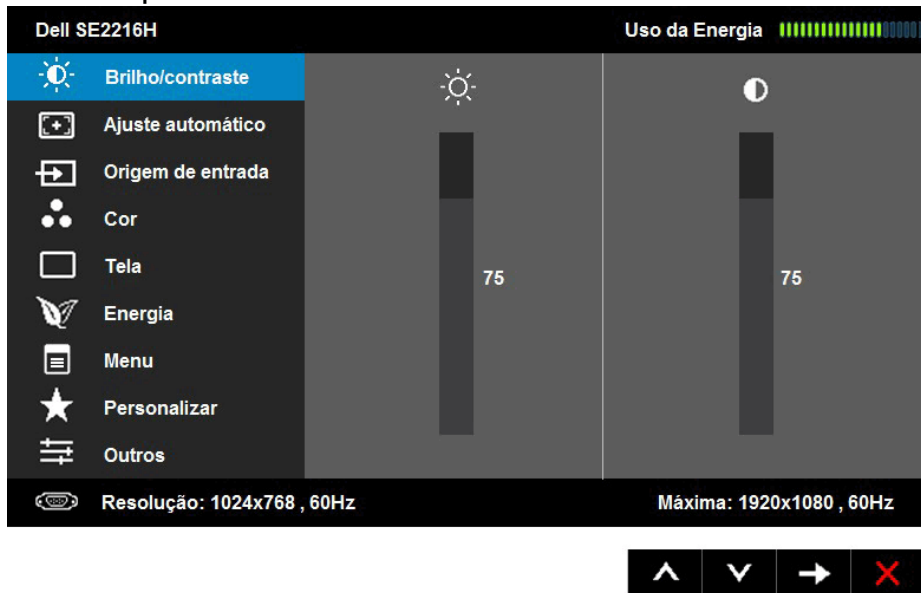 Dell SE2216H
Uso da Energia
Brilho/contraste
Ajuste automático
Origem de entrada
Cor
Tela
Energia
Menu
Personalizar
Outros
75
75
Resolução: 1024x768 , 60Hz
Máxima: 1920x1080 , 60Hz